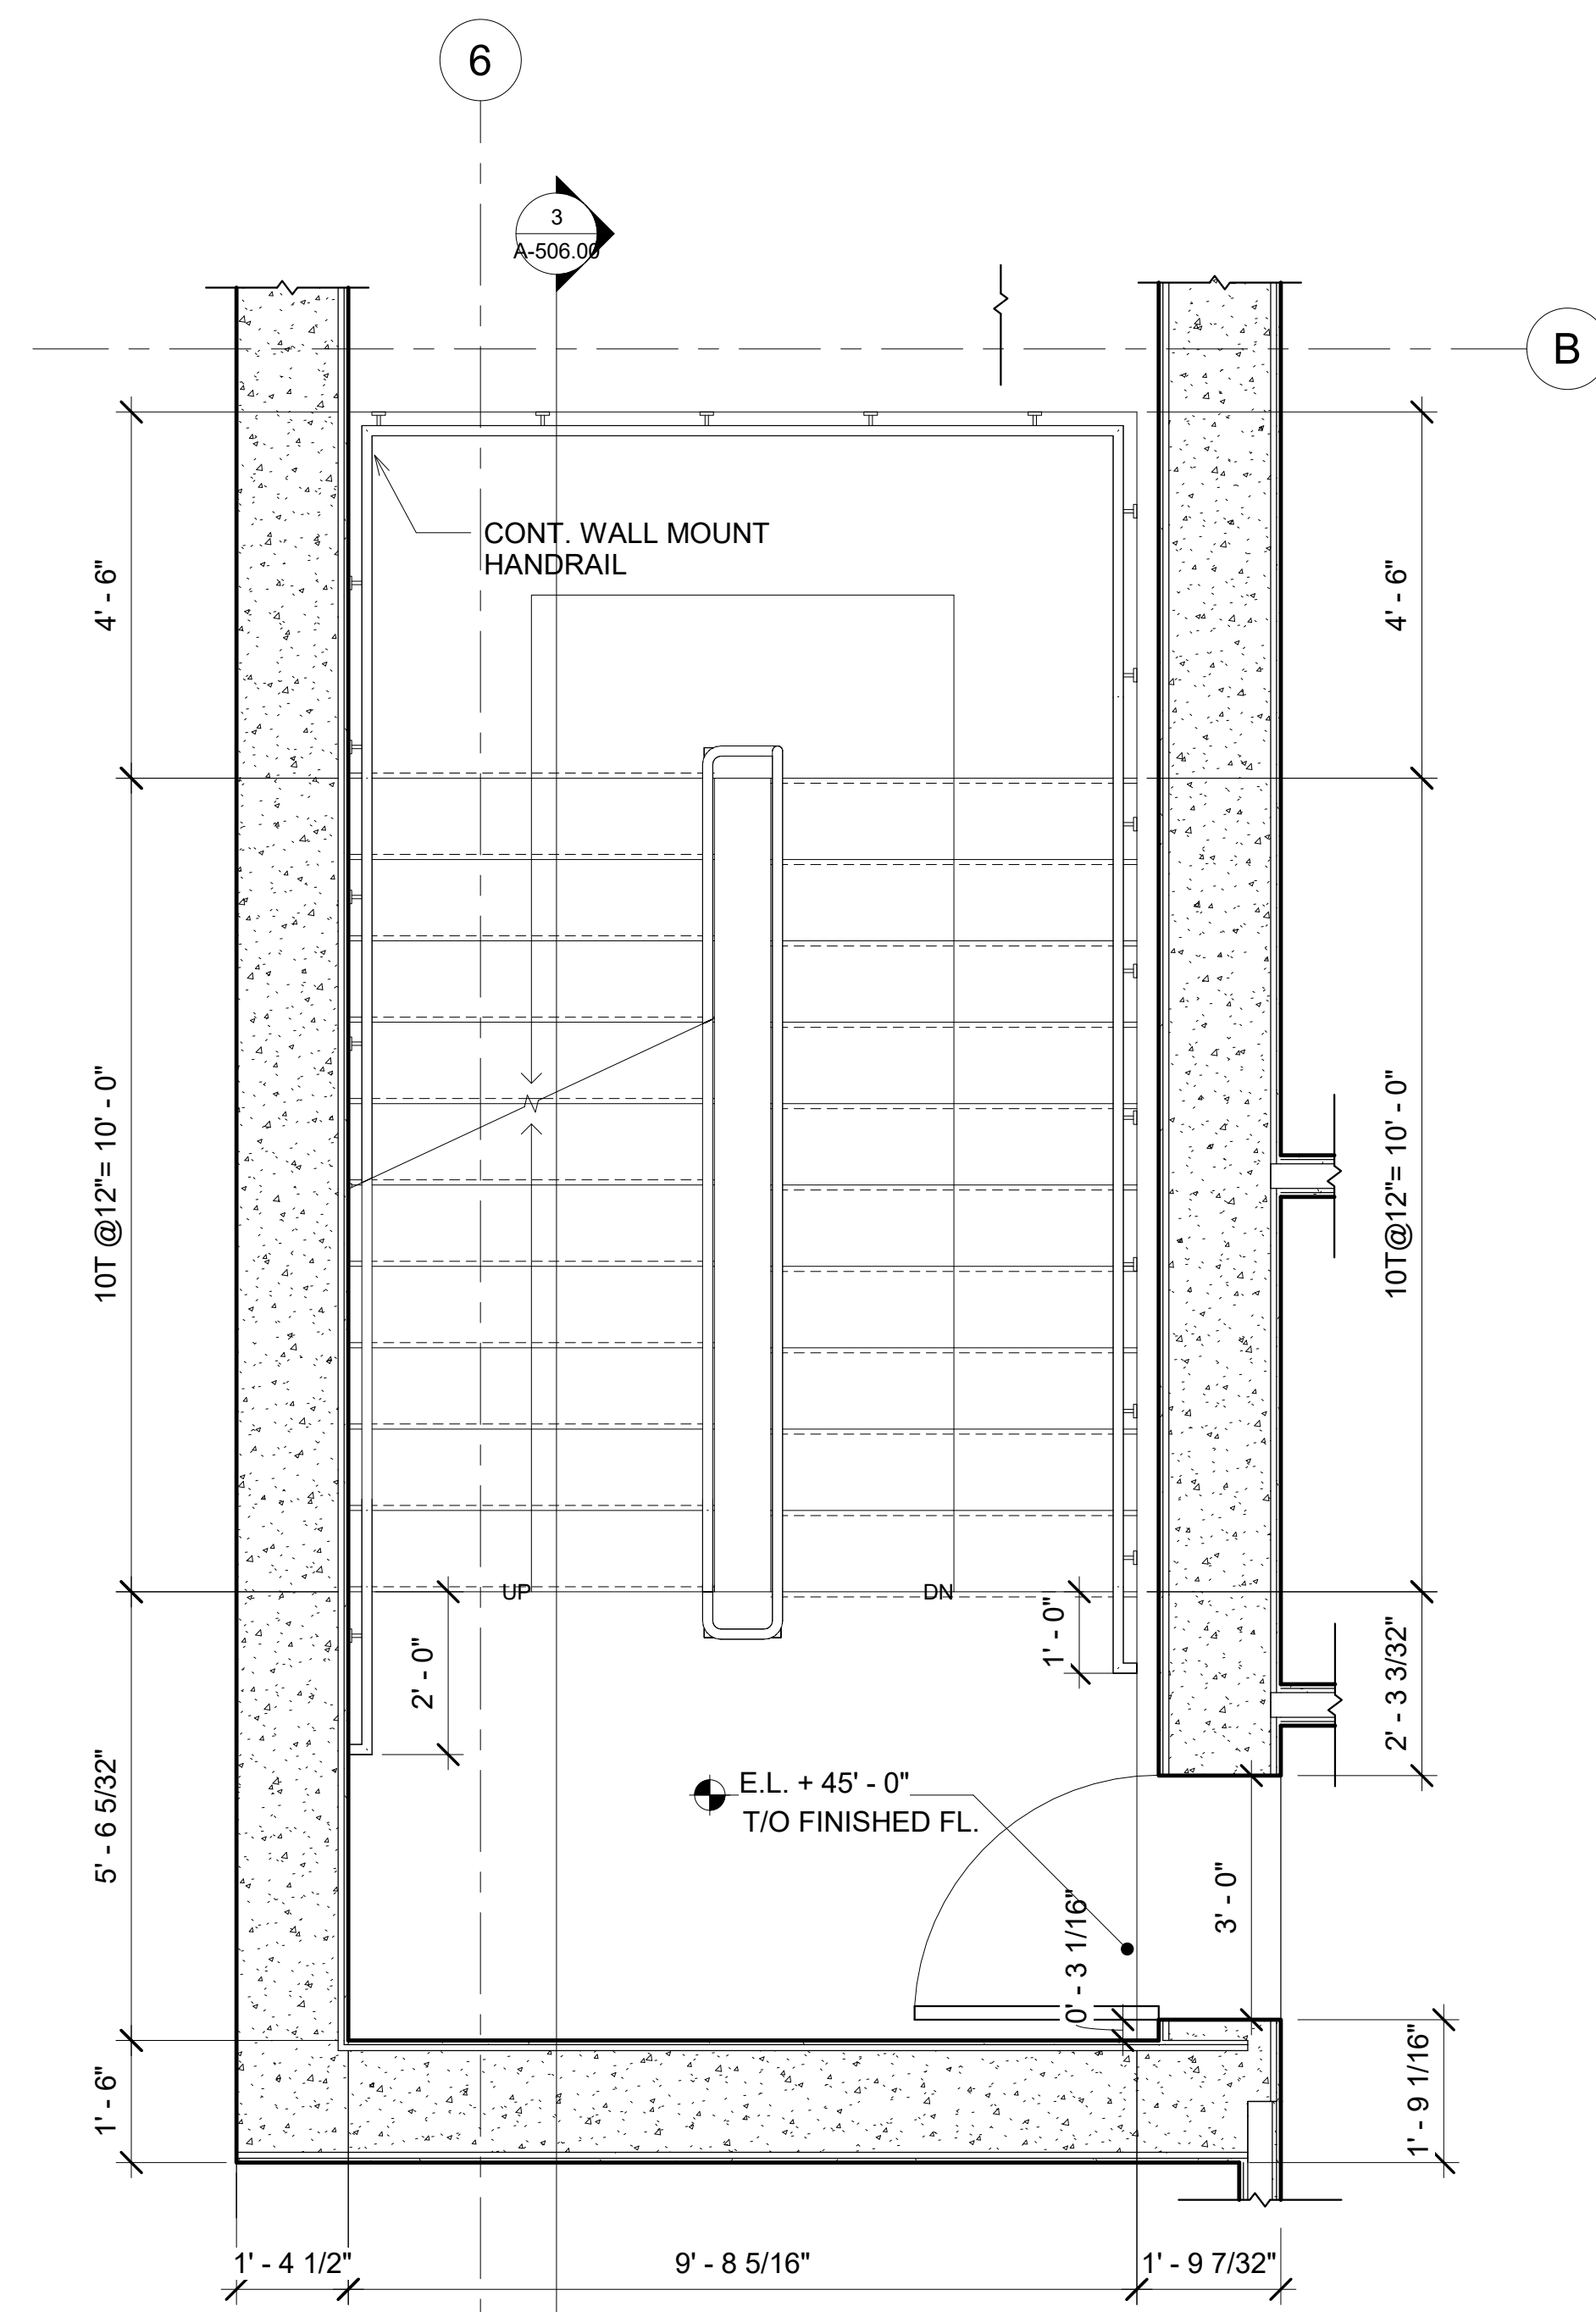 6
3
A-506.00
B
4' - 6"
4' - 6"
CONT. WALL MOUNT
HANDRAIL
10T @12"= 10' - 0"
10T@12"= 10' - 0"
UP
DN
2' - 0"
1' - 0"
2' - 3 3/32"
5' - 6 5/32"
E.L. + 45' - 0"
T/O FINISHED FL.
3' - 0"
0' - 3 1/16"
1' - 6"
1' - 9 1/16"
1' - 4 1/2"
9' - 8 5/16"
1' - 9 7/32"